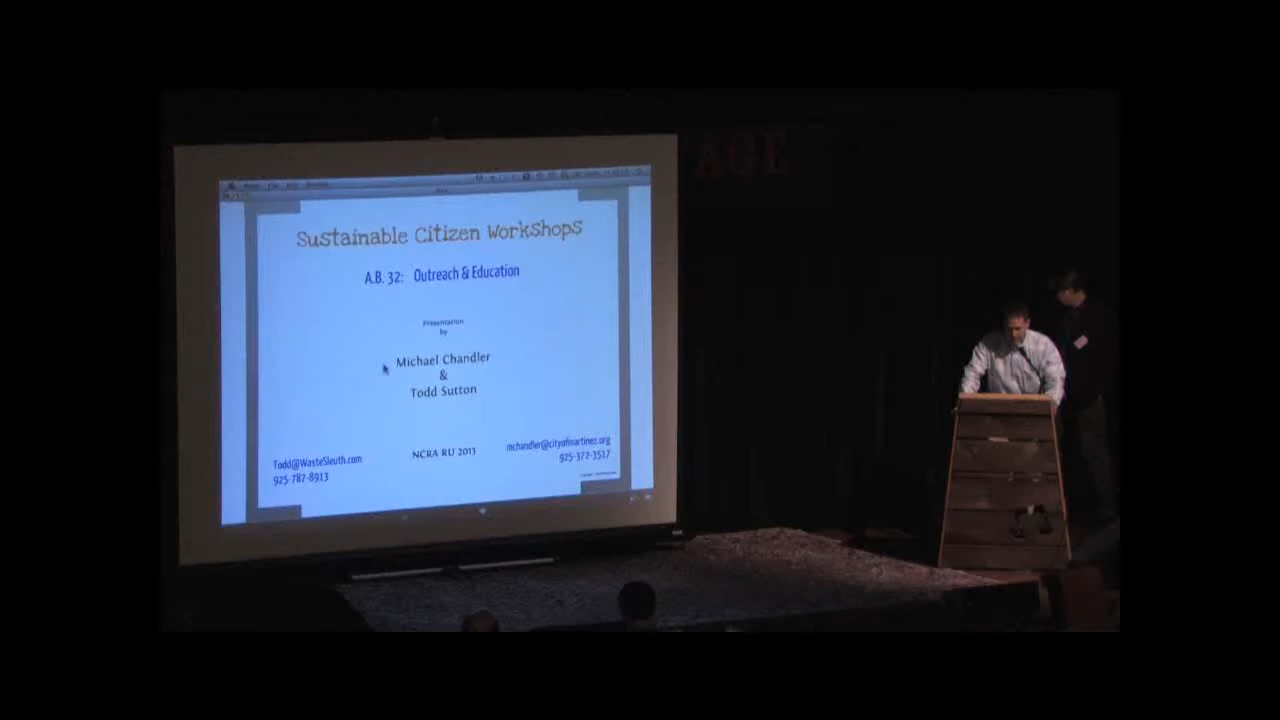 AGE
Sustainable Citizen Workshops
A.B. 32: Outreach & Education
Presentation
by
Michael Chandler
&
Todd Sutton
Todd@WasteSleuth.com
925-787-8913
NCRA RU 2013
mchandler@cityofmartinez.org
925-372-3517